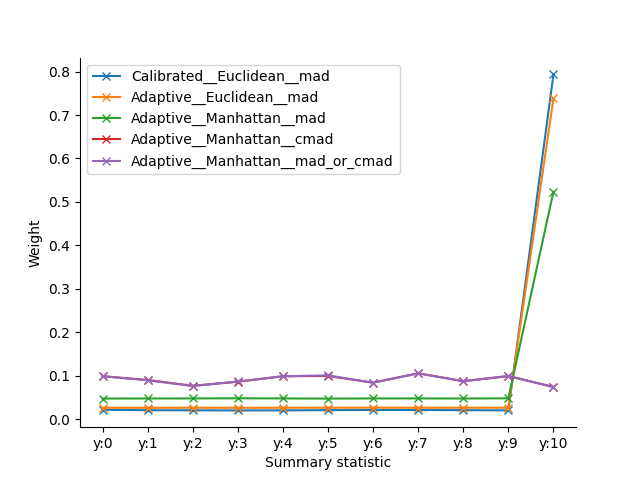 0.8
0.7
0.6
0.5
0.4
0.3
0.2
0.1
0.0
Weight
Calibrated__Euclidean__mad
Adaptive__Euclidean__mad
Adaptive__Manhattan__mad
Adaptive__Manhattan__cmad
Adaptive__Manhattan__mad_or_cmad
y:0 y:1 y:2 y:3 y:4 y:5 y:6 y:7 y:8 y:9 y:10
Summary statistic